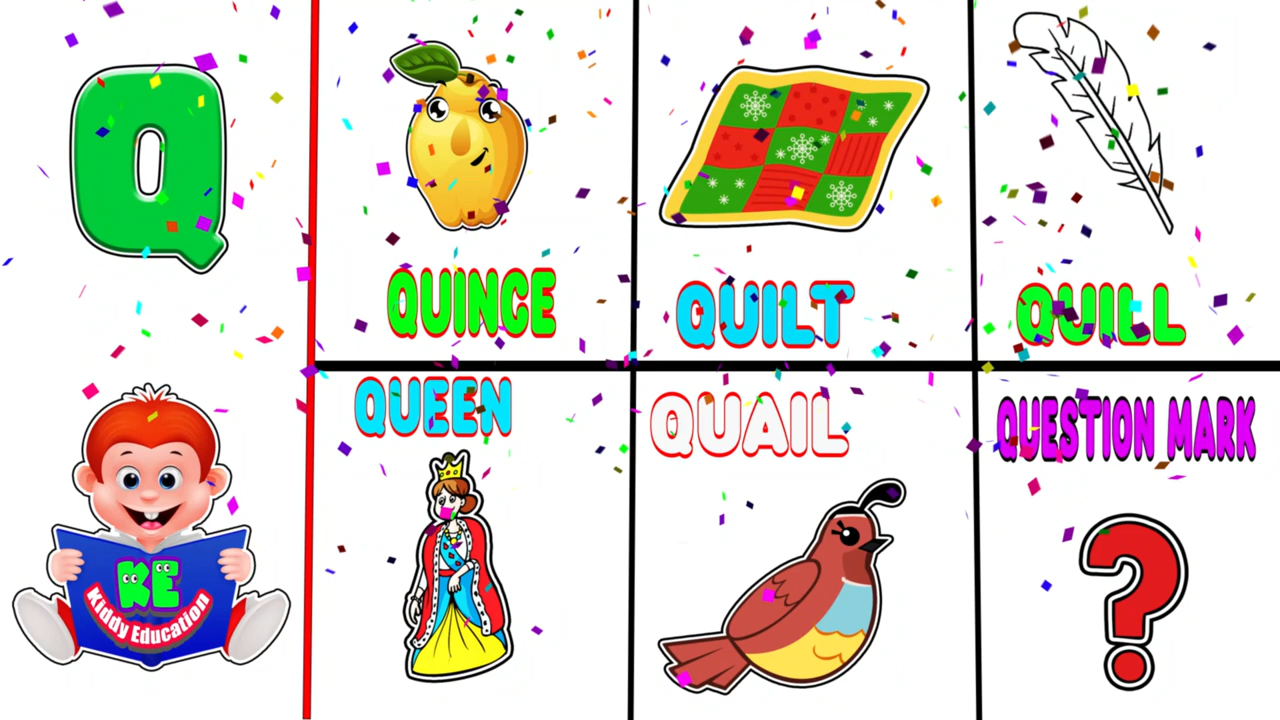 Q
QUINCE
QUILT
QUILL
QUEEN
QUAIL
QUESTION MARK
?
KE
Kiddy Education